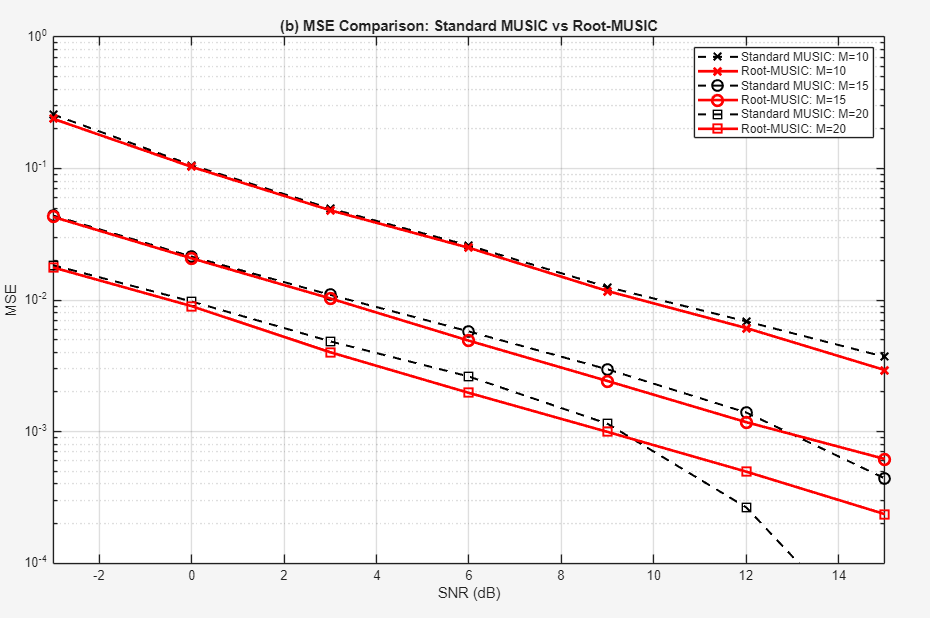 (b) MSE Comparison: Standard MUSIC vs Root-MUSIC
Standard MUSIC: M=10
Root-MUSIC: M=10
Standard MUSIC: M=15
Root-MUSIC: M=15
Standard MUSIC: M=20
Root-MUSIC: M=20
10^0
10^-1
10^-2
10^-3
10^-4
MSE
-2 0 2 4 6 8 10 12 14
SNR (dB)